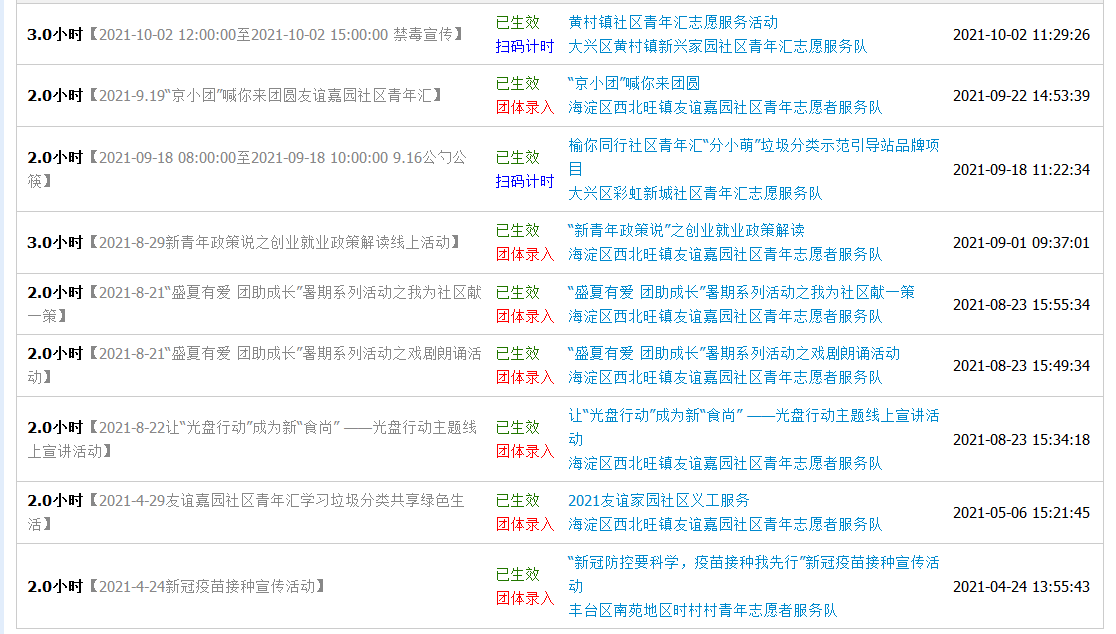 3.0小时【2021-10-02 12:00:00至2021-10-02 15:00:00 禁毒宣传】
已生效
扫码计时
黄村镇社区青年汇志愿服务活动
大兴区黄村镇新兴家园社区青年汇志愿服务队
2021-10-02 11:29:26
2.0小时【2021-9.19“京小团”喊你来团圆友谊嘉园社区青年汇】
已生效
团体录入
“京小团”喊你来团圆
海淀区西北旺镇友谊嘉园社区青年志愿者服务队
2021-09-22 14:53:39
2.0小时【2021-09-18 08:00:00至2021-09-18 10:00:00 9.16公勺公
筷】
已生效
扫码计时
榆你同行社区青年汇“分小萌”垃圾分类示范引导站品牌项
目
大兴区彩虹新城社区青年汇志愿服务队
2021-09-18 11:22:34
3.0小时【2021-8-29新青年政策说之创业就业政策解读线上活动】
已生效
团体录入
“新青年政策说”之创业就业政策解读
海淀区西北旺镇友谊嘉园社区青年志愿者服务队
2021-09-01 09:37:01
2.0小时【2021-8-21“盛夏有爱 团助成长”暑期系列活动之我为社区献
一策】
已生效
团体录入
“盛夏有爱 团助成长”暑期系列活动之我为社区献一策
海淀区西北旺镇友谊嘉园社区青年志愿者服务队
2021-08-23 15:55:34
2.0小时【2021-8-21“盛夏有爱 团助成长”暑期系列活动之戏剧朗诵活
动】
已生效
团体录入
“盛夏有爱 团助成长”暑期系列活动之戏剧朗诵活动
海淀区西北旺镇友谊嘉园社区青年志愿者服务队
2021-08-23 15:49:34
2.0小时【2021-8-22让“光盘行动”成为新“食尚” ——光盘行动主题线
上宣讲活动】
已生效
团体录入
让“光盘行动”成为新“食尚” ——光盘行动主题线上宣讲活
动
海淀区西北旺镇友谊嘉园社区青年志愿者服务队
2021-08-23 15:34:18
2.0小时【2021-4-29友谊嘉园社区青年汇学习垃圾分类共享绿色生
活】
已生效
团体录入
2021友谊家园社区义工服务
海淀区西北旺镇友谊嘉园社区青年志愿者服务队
2021-05-06 15:21:45
2.0小时【2021-4-24新冠疫苗接种宣传活动】
已生效
团体录入
“新冠防控要科学，疫苗接种我先行”新冠疫苗接种宣传活
动
丰台区南苑地区时村村青年志愿者服务队
2021-04-24 13:55:43